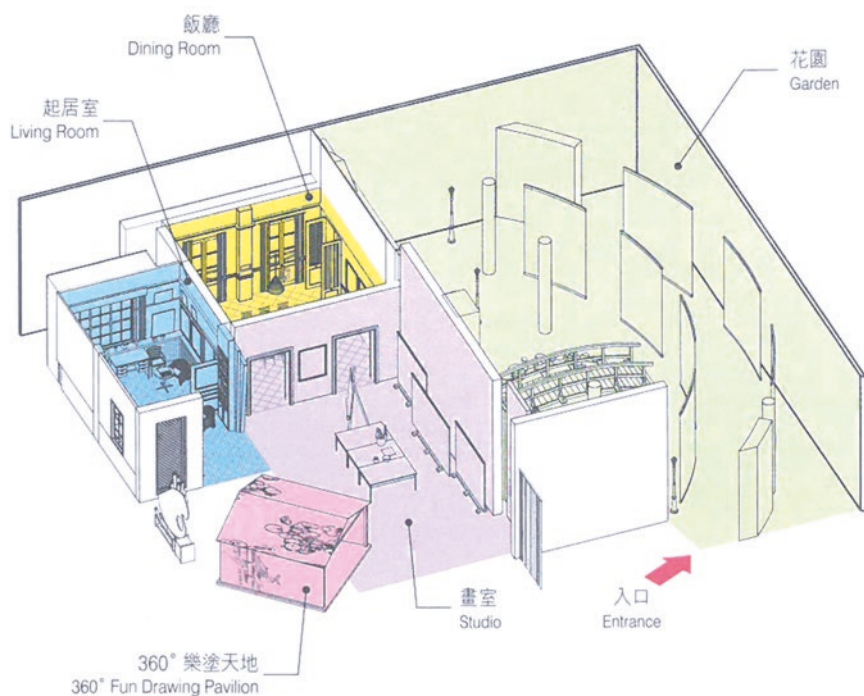 飯廳
Dining Room
花園
Garden
起居室
Living Room
畫室
Studio
入口
Entrance
360° 樂塗天地
360° Fun Drawing Pavilion